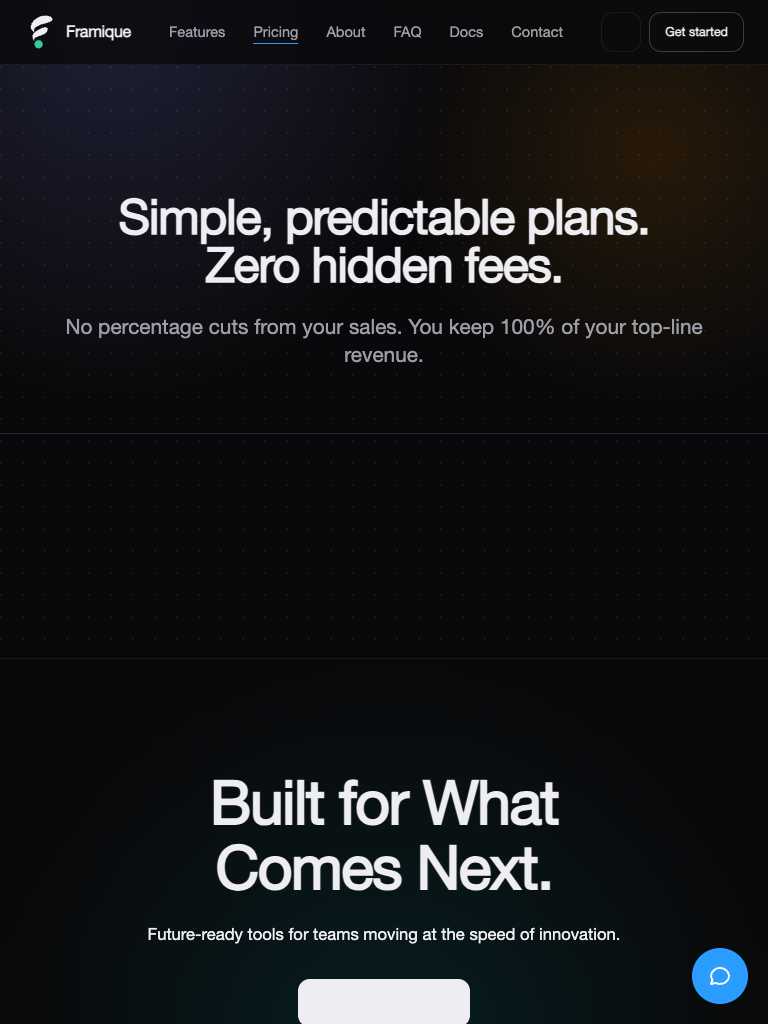 Framique
Features
Pricing
About
FAQ
Docs
Contact
Get started
Simple, predictable plans.
Zero hidden fees.
No percentage cuts from your sales. You keep 100% of your top-line
revenue.
Built for What
Comes Next.
Future-ready tools for teams moving at the speed of innovation.